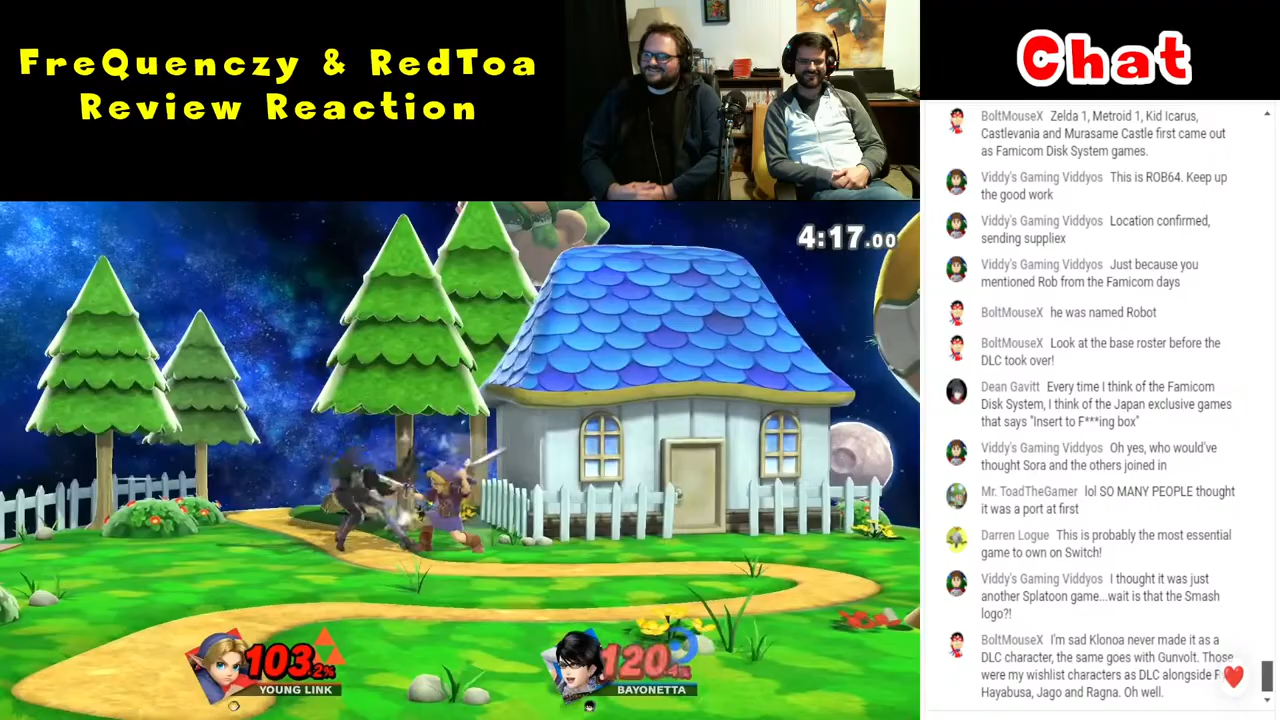 FreQuenczy & RedToa
Review Reaction
Chat
BoltMouseX Zelda 1, Metroid 1, Kid Icarus,
Castlevania and Murasame Castle first came out
as Famicom Disk System games.
Viddy's Gaming Viddyos This is ROB64. Keep up
the good work
Viddy's Gaming Viddyos Location confirmed,
sending suppliex
Viddy's Gaming Viddyos Just because you
mentioned Rob from the Famicom days
BoltMouseX he was named Robot
BoltMouseX Look at the base roster before the
DLC took over!
Dean Gavitt Every time I think of the Famicom
Disk System, I think of the Japan exclusive games
that says "Insert to F***ing box"
Viddy's Gaming Viddyos Oh yes, who would've
thought Sora and the others joined in
Mr. ToadTheGamer lol SO MANY PEOPLE thought
it was a port at first
Darren Logue This is probably the most essential
game to own on Switch!
Viddy's Gaming Viddyos I thought it was just
another Splatoon game...wait is that the Smash
logo?!
BoltMouseX I'm sad Klonoa never made it as a
DLC character, the same goes with Gunvolt. Those
were my wishlist characters as DLC alongside
Hayabusa, Jago and Ragna. Oh well.
4:17.00
103.2%
YOUNG LINK
120
BAYONETTA